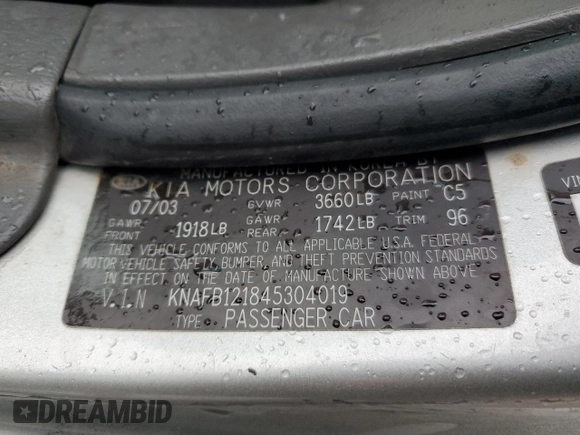 MANUFACTURED IN KOREA BY
KIA KIA MOTORS CORPORATION
07/03 GVWR 3660LB PAINT C5
GAWR FRONT 1918LB GAWR REAR 1742LB TRIM 96
THIS VEHICLE CONFORMS TO ALL APPLICABLE U.S.A. FEDERAL
MOTOR VEHICLE SAFETY, BUMPER, AND THEFT PREVENTION STANDARDS
IN EFFECT ON THE DATE OF MANUFACTURE SHOWN ABOVE.
V.I.N KNAFB121845304019
TYPE PASSENGER CAR
VIN
DREAMBID